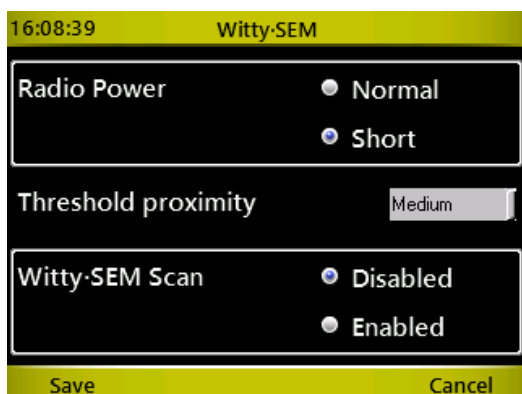 16:08:39 Witty·SEM
Radio Power Normal
Short
Threshold proximity Medium
Witty·SEM Scan Disabled
Enabled
Save Cancel